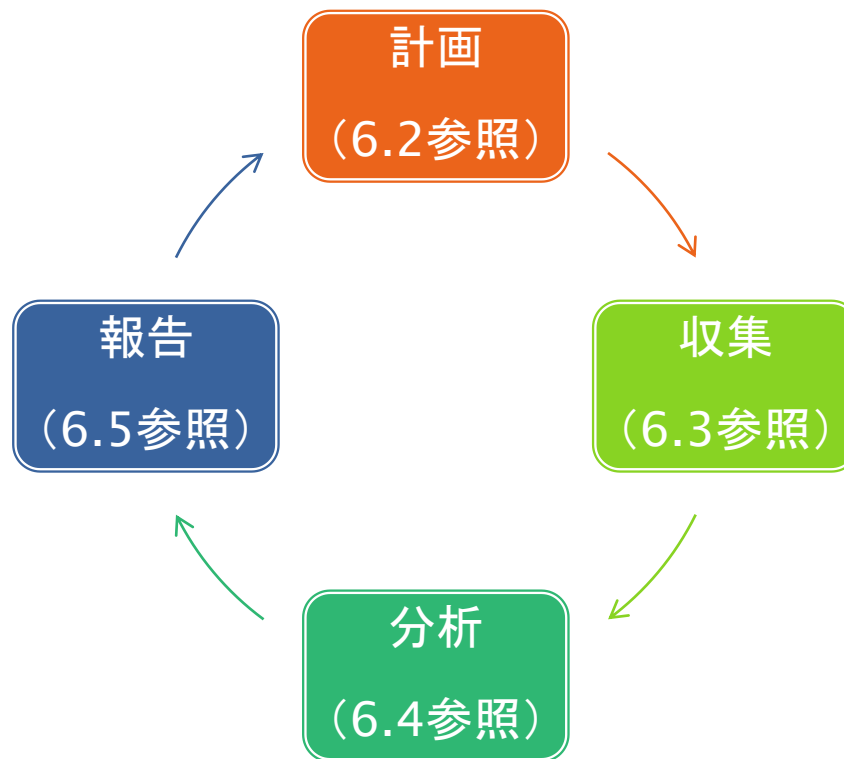 計画
（6.2参照）
報告
（6.5参照）
収集
（6.3参照）
分析
（6.4参照）